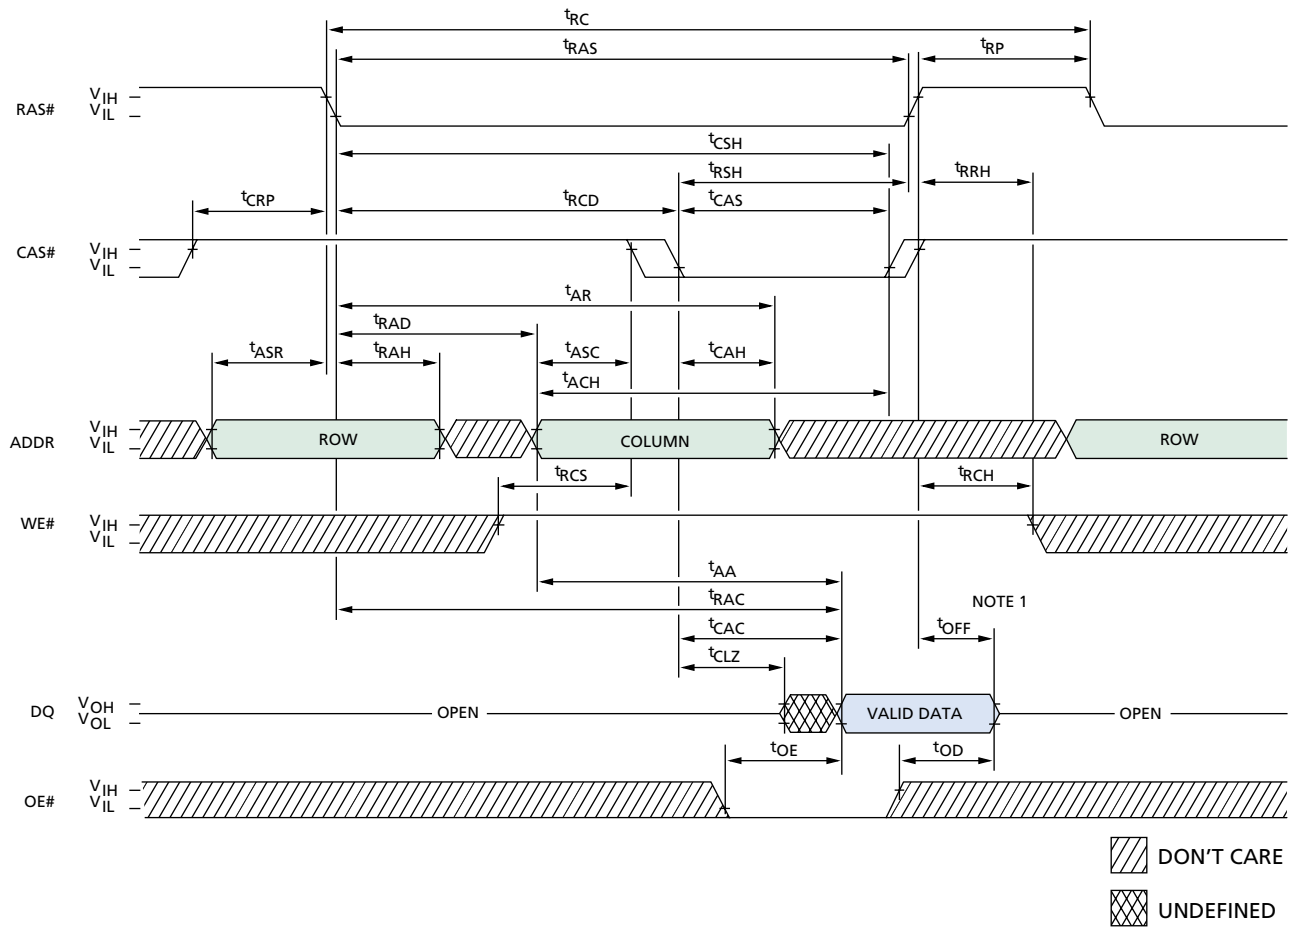 tRC
tRAS
tRP
RAS#
VIH
VIL
tCSH
tRSH
tRRH
tCRP
tRCD
tCAS
CAS#
VIH
VIL
tAR
tRAD
tASR
tRAH
tASC
tCAH
tACH
ADDR
VIH
VIL
ROW
COLUMN
ROW
tRCS
tRCH
WE#
VIH
VIL
tAA
tRAC
NOTE 1
tCAC
tOFF
tCLZ
DQ
VOH
VOL
OPEN
VALID DATA
OPEN
tOE
tOD
OE#
VIH
VIL
DON'T CARE
UNDEFINED